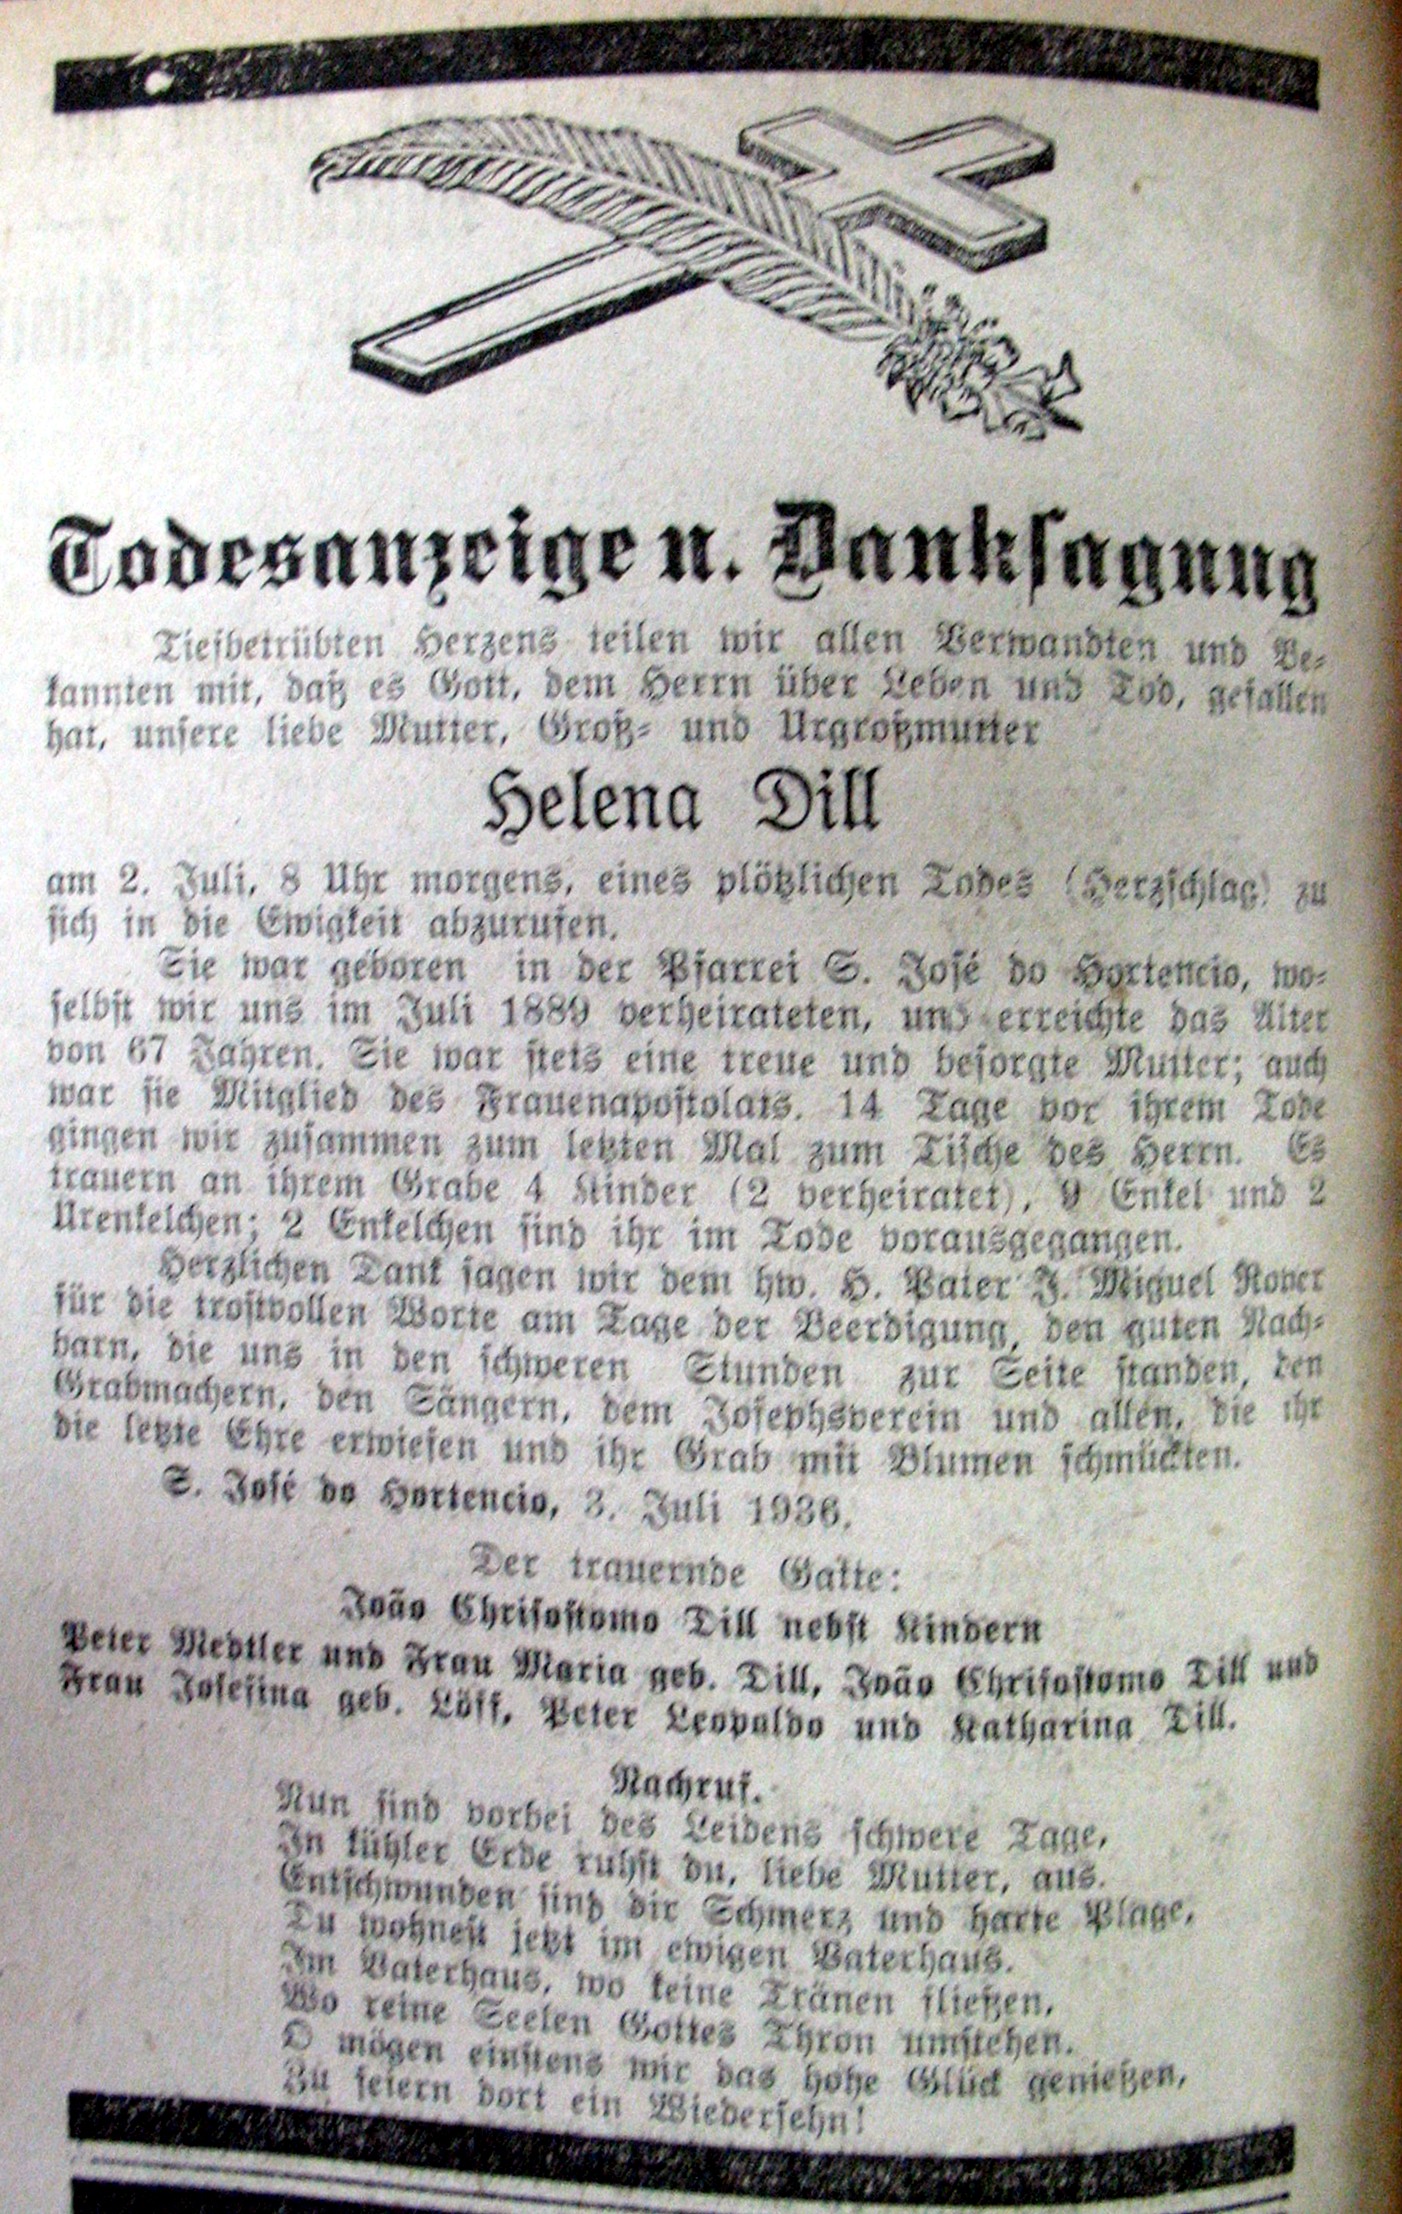 Todesanzeige u. Danksagung
Tiefbetrübten Herzens teilen wir allen Verwandten und Be-
kannten mit, daß es Gott, dem Herrn über Leben und Tod, gefallen
hat, unsere liebe Mutter, Groß- und Urgroßmutter
Helena Dill
am 2. Juli, 8 Uhr morgens, eines plötzlichen Todes (Herzschlag) zu
sich in die Ewigkeit abzurufen.
Sie war geboren in der Pfarrei S. José do Hortencio, wo-
selbst wir uns im Juli 1889 verheirateten, und erreichte das Alter
von 67 Jahren. Sie war stets eine treue und besorgte Mutter; auch
war sie Mitglied des Frauenapostolats. 14 Tage vor ihrem Tode
gingen wir zusammen zum letzten Mal zum Tische des Herrn. Es
trauern an ihrem Grabe 4 Kinder (2 verheiratet), 9 Enkel und 2
Urenkelchen; 2 Enkelchen sind ihr im Tode vorausgegangen.
Herzlichen Dank sagen wir dem hw. H. Pater J. Miguel
für die trostvollen Worte am Tage der Beerdigung, den guten Nach-
barn, die uns in den schweren Stunden zur Seite standen, den
Grabmachern, den Sängern, dem Josephsverein und allen, die ihr
die letzte Ehre erwiesen und ihr Grab mit Blumen schmückten.
S. José do Hortencio, 3. Juli 1936.
Der trauernde Gatte:
João Chrisostomo Dill nebst Kindern
Peter Medtler und Frau Maria geb. Dill, João Chrisostomo Dill und
Frau Josefina geb. Löff, Peter Leopoldo und Katharina Dill.
Nachruf.
Nun sind vorbei des Leidens schwere Tage,
In kühler Erde ruhst du, liebe Mutter, aus.
Entschwunden sind dir Schmerz und harte Plage,
Du wohnest jetzt im ewigen Vaterhaus.
Im Vaterhaus, wo keine Tränen fließen,
Wo reine Seelen Gottes Thron umstehen.
O mögen einstens wir das hohe Glück genießen,
Zu feiern dort ein Wiedersehn!